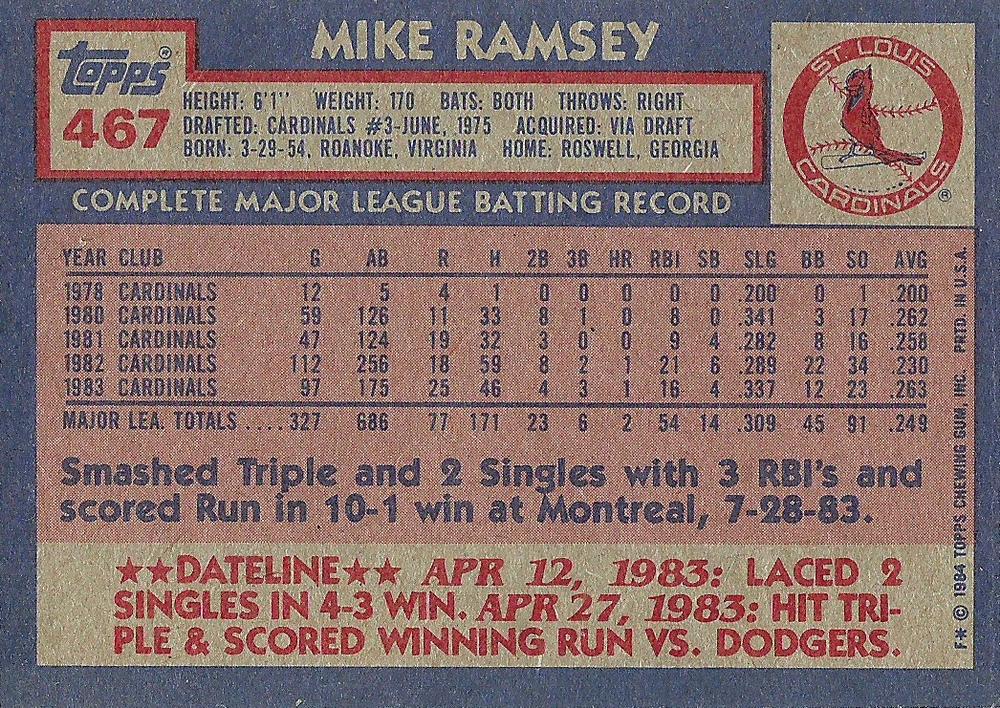 MIKE RAMSEY
Topps®
467
HEIGHT: 6'1" WEIGHT: 170 BATS: BOTH THROWS: RIGHT
DRAFTED: CARDINALS #3-JUNE, 1975 ACQUIRED: VIA DRAFT
BORN: 3-29-54, ROANOKE, VIRGINIA HOME: ROSWELL, GEORGIA
ST LOUIS
CARDINALS
®
COMPLETE MAJOR LEAGUE BATTING RECORD
YEAR CLUB G AB R H 2B 3B HR RBI SB SLG BB SO AVG
1978 CARDINALS 12 5 4 1 0 0 0 0 0 .200 0 1 .200
1980 CARDINALS 59 126 11 33 8 1 0 8 0 .341 3 17 .262
1981 CARDINALS 47 124 19 32 3 0 0 9 4 .282 8 16 .258
1982 CARDINALS 112 256 18 59 8 2 1 21 6 .289 22 34 .230
1983 CARDINALS 97 175 25 46 4 3 1 16 4 .337 12 23 .263
MAJOR LEA. TOTALS .... 327 686 77 171 23 6 2 54 14 .309 45 91 .249
Smashed Triple and 2 Singles with 3 RBI's and
scored Run in 10-1 win at Montreal, 7-28-83.
★★DATELINE★★ APR 12, 1983: LACED 2
SINGLES IN 4-3 WIN. APR 27, 1983: HIT TRI-
PLE & SCORED WINNING RUN VS. DODGERS.
F* © 1984 TOPPS CHEWING GUM, INC. PRTD. IN U.S.A.